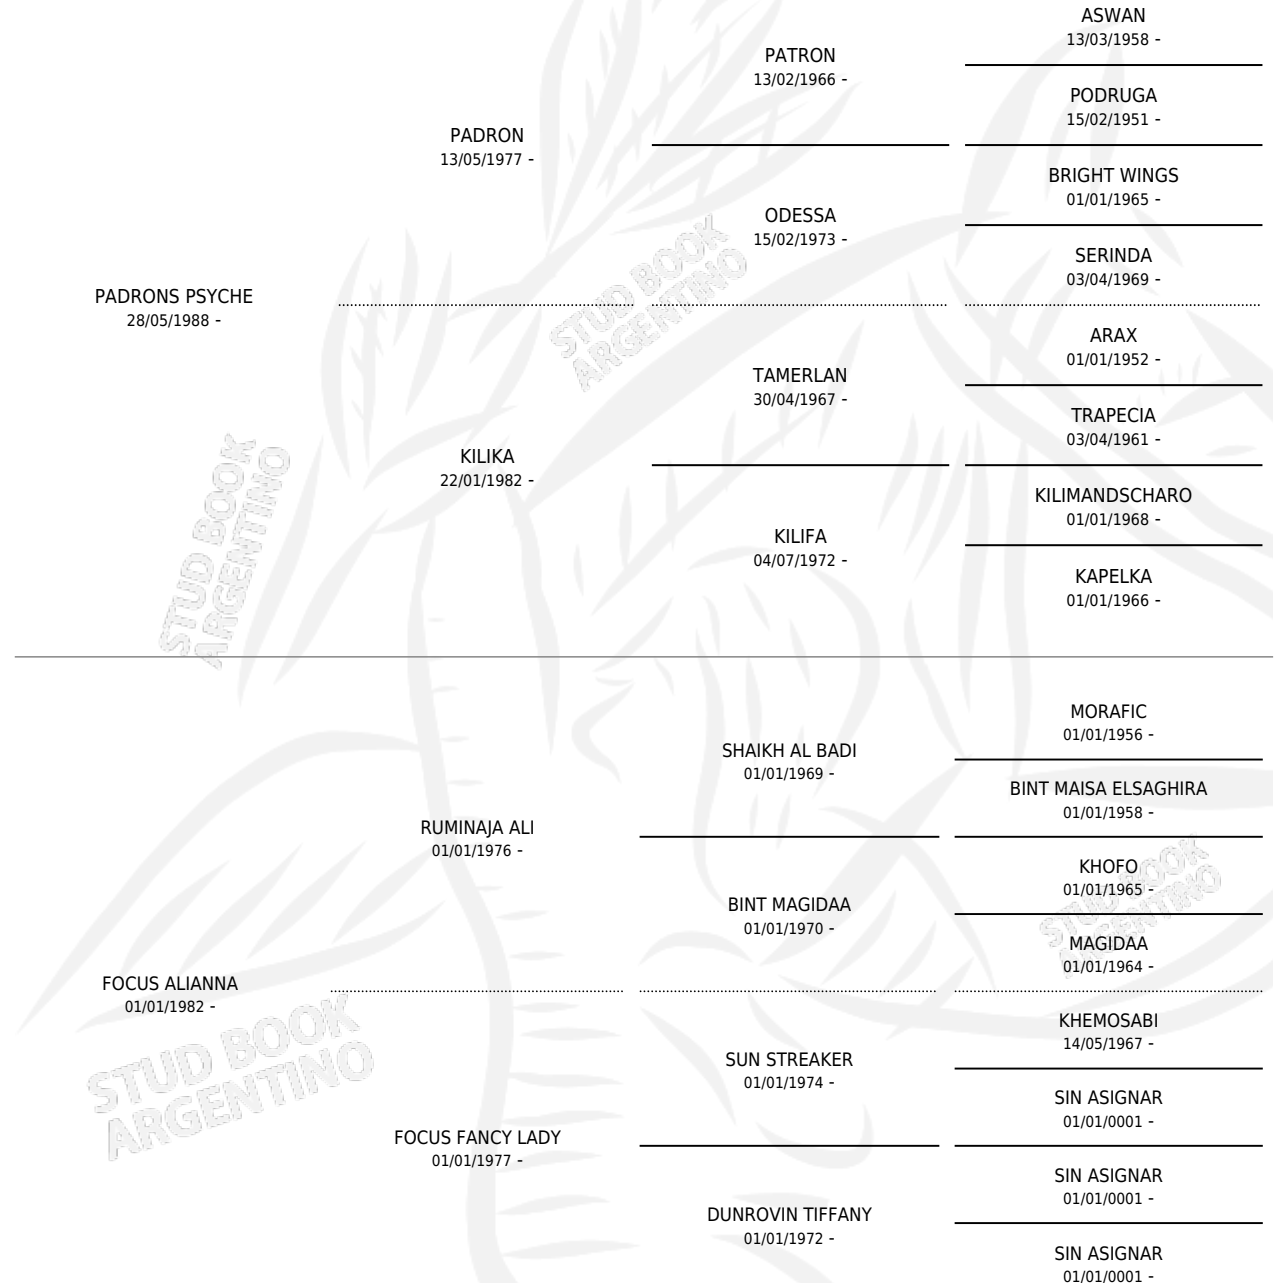 ASWAN
13/03/1958 -
PATRON
13/02/1966 -
PODRUGA
15/02/1951 -
PADRON
13/05/1977 -
BRIGHT WINGS
01/01/1965 -
ODESSA
15/02/1973 -
SERINDA
03/04/1969 -
PADRONS PSYCHE
28/05/1988 -
ARAX
01/01/1952 -
TAMERLAN
30/04/1967 -
TRAPECIA
03/04/1961 -
KILIKA
22/01/1982 -
KILIMANDSCHARO
01/01/1968 -
KILIFA
04/07/1972 -
KAPELKA
01/01/1966 -
MORAFIC
01/01/1956 -
SHAIKH AL BADI
01/01/1969 -
BINT MAISA ELSAGHIRA
01/01/1958 -
RUMINAJA ALI
01/01/1976 -
KHOFO
01/01/1965 -
BINT MAGIDAA
01/01/1970 -
MAGIDAA
01/01/1964 -
FOCUS ALIANNA
01/01/1982 -
KHEMOSABI
14/05/1967 -
SUN STREAKER
01/01/1974 -
SIN ASIGNAR
01/01/0001 -
FOCUS FANCY LADY
01/01/1977 -
SIN ASIGNAR
01/01/0001 -
DUNROVIN TIFFANY
01/01/1972 -
SIN ASIGNAR
01/01/0001 -
STUD BOOK
ARGENTINO
STUD BOOK
ARGENTINO
STUD BOOK
ARGENTINO
STUD BOOK
ARGENTINO